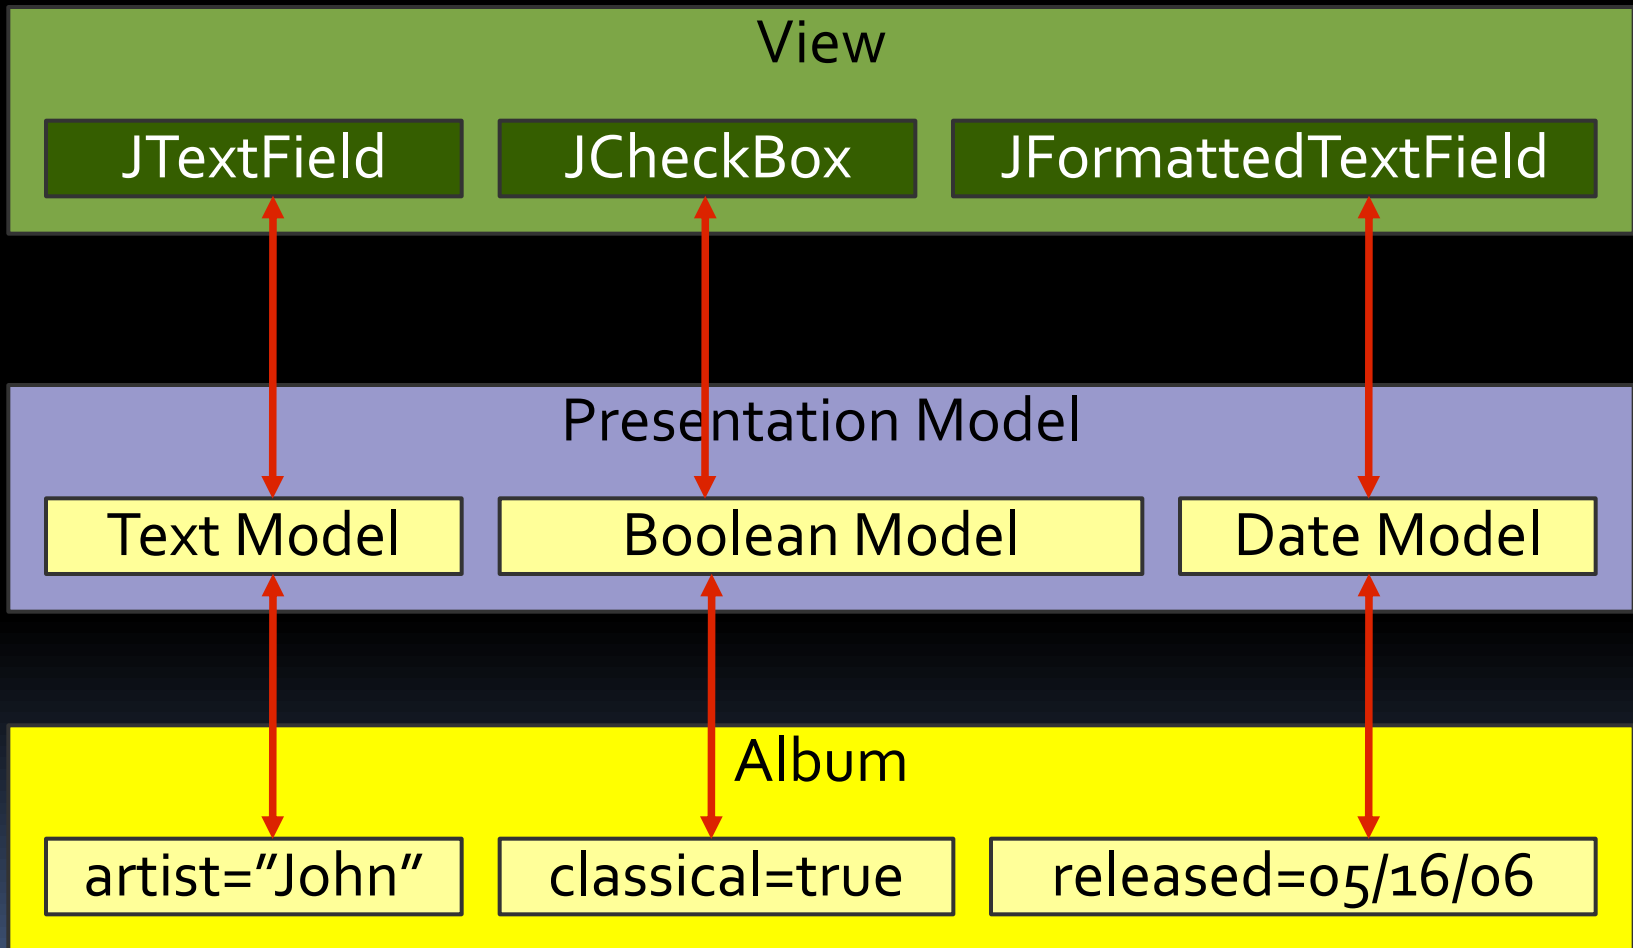 View
JTextField
JCheckBox
JFormattedTextField
Presentation Model
Text Model
Boolean Model
Date Model
Album
artist="John"
classical=true
released=05/16/06